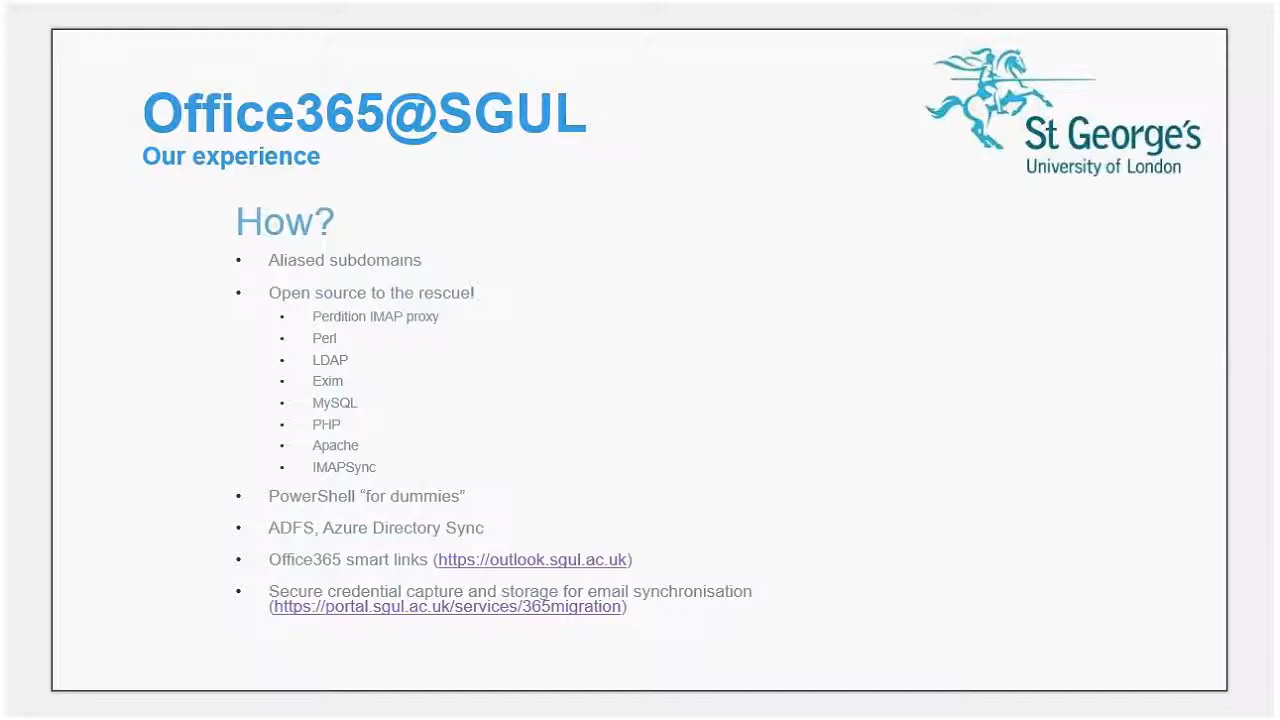 Office365@SGUL
Our experience
St George's
University of London
How?
• Aliased subdomains
• Open source to the rescue!
• Perdition IMAP proxy
• Perl
• LDAP
• Exim
• MySQL
• PHP
• Apache
• IMAPSync
• PowerShell “for dummies”
• ADFS, Azure Directory Sync
• Office365 smart links (https://outlook.sgul.ac.uk)
• Secure credential capture and storage for email synchronisation
(https://portal.sgul.ac.uk/services/365migration)